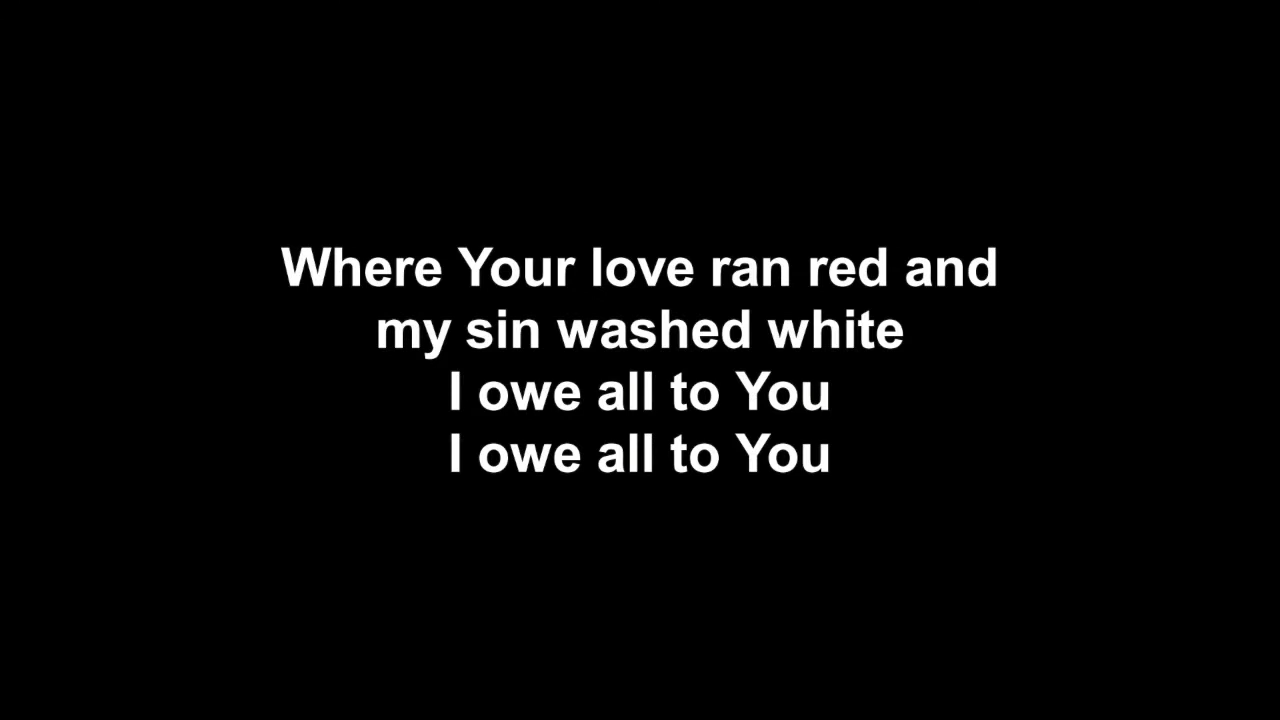 Where Your love ran red and
my sin washed white
I owe all to You
I owe all to You